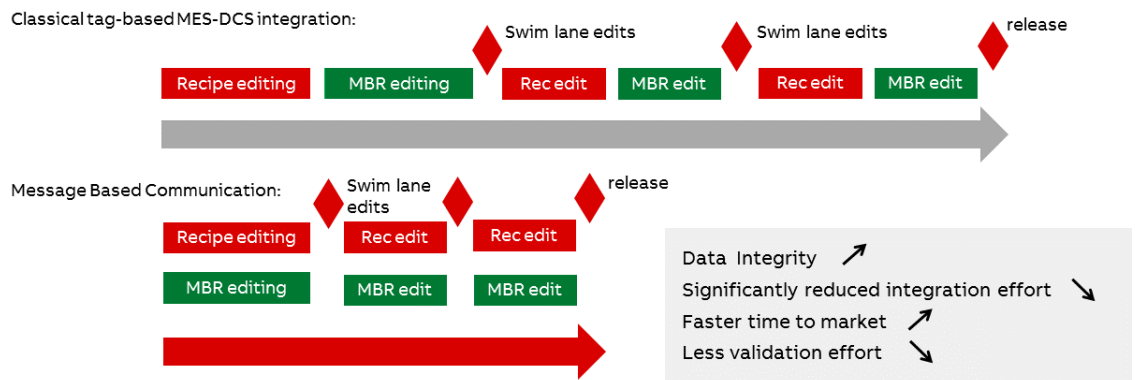 Classical tag-based MES-DCS integration:
Swim lane edits
Swim lane edits
release
Recipe editing
MBR editing
Rec edit
MBR edit
Rec edit
MBR edit
Message Based Communication:
Swim lane
edits
release
Recipe editing
Rec edit
Rec edit
MBR editing
MBR edit
MBR edit
Data Integrity
Significantly reduced integration effort
Faster time to market
Less validation effort